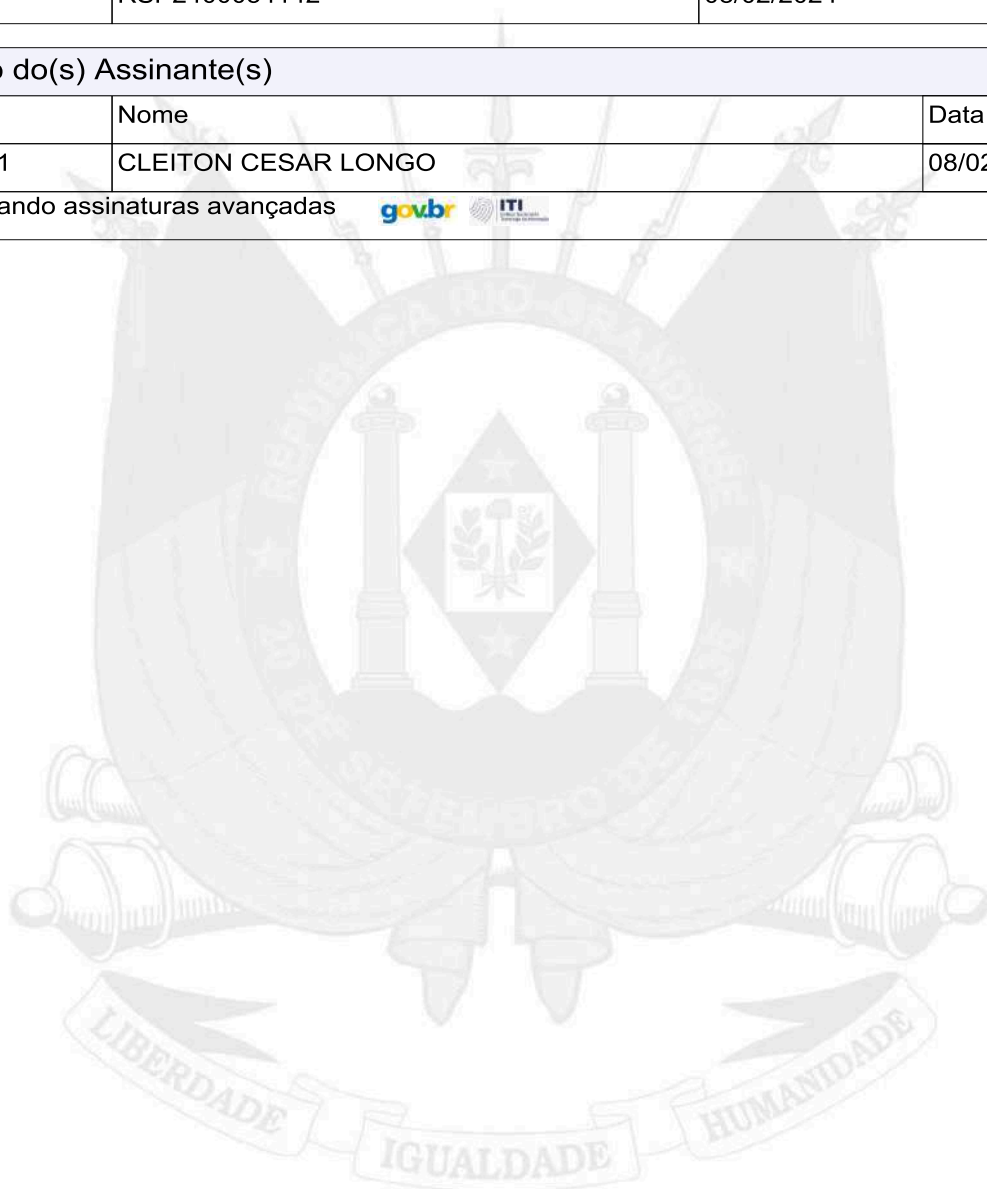 o do(s) Assinante(s)
Nome Data
1 CLEITON CESAR LONGO 08/02
ando assinaturas avançadas gov.br ITI
REPÚBLICA RIO-GRANDENSE
20 DE SETEMBRO DE 1835
LIBERDADE IGUALDADE HUMANIDADE